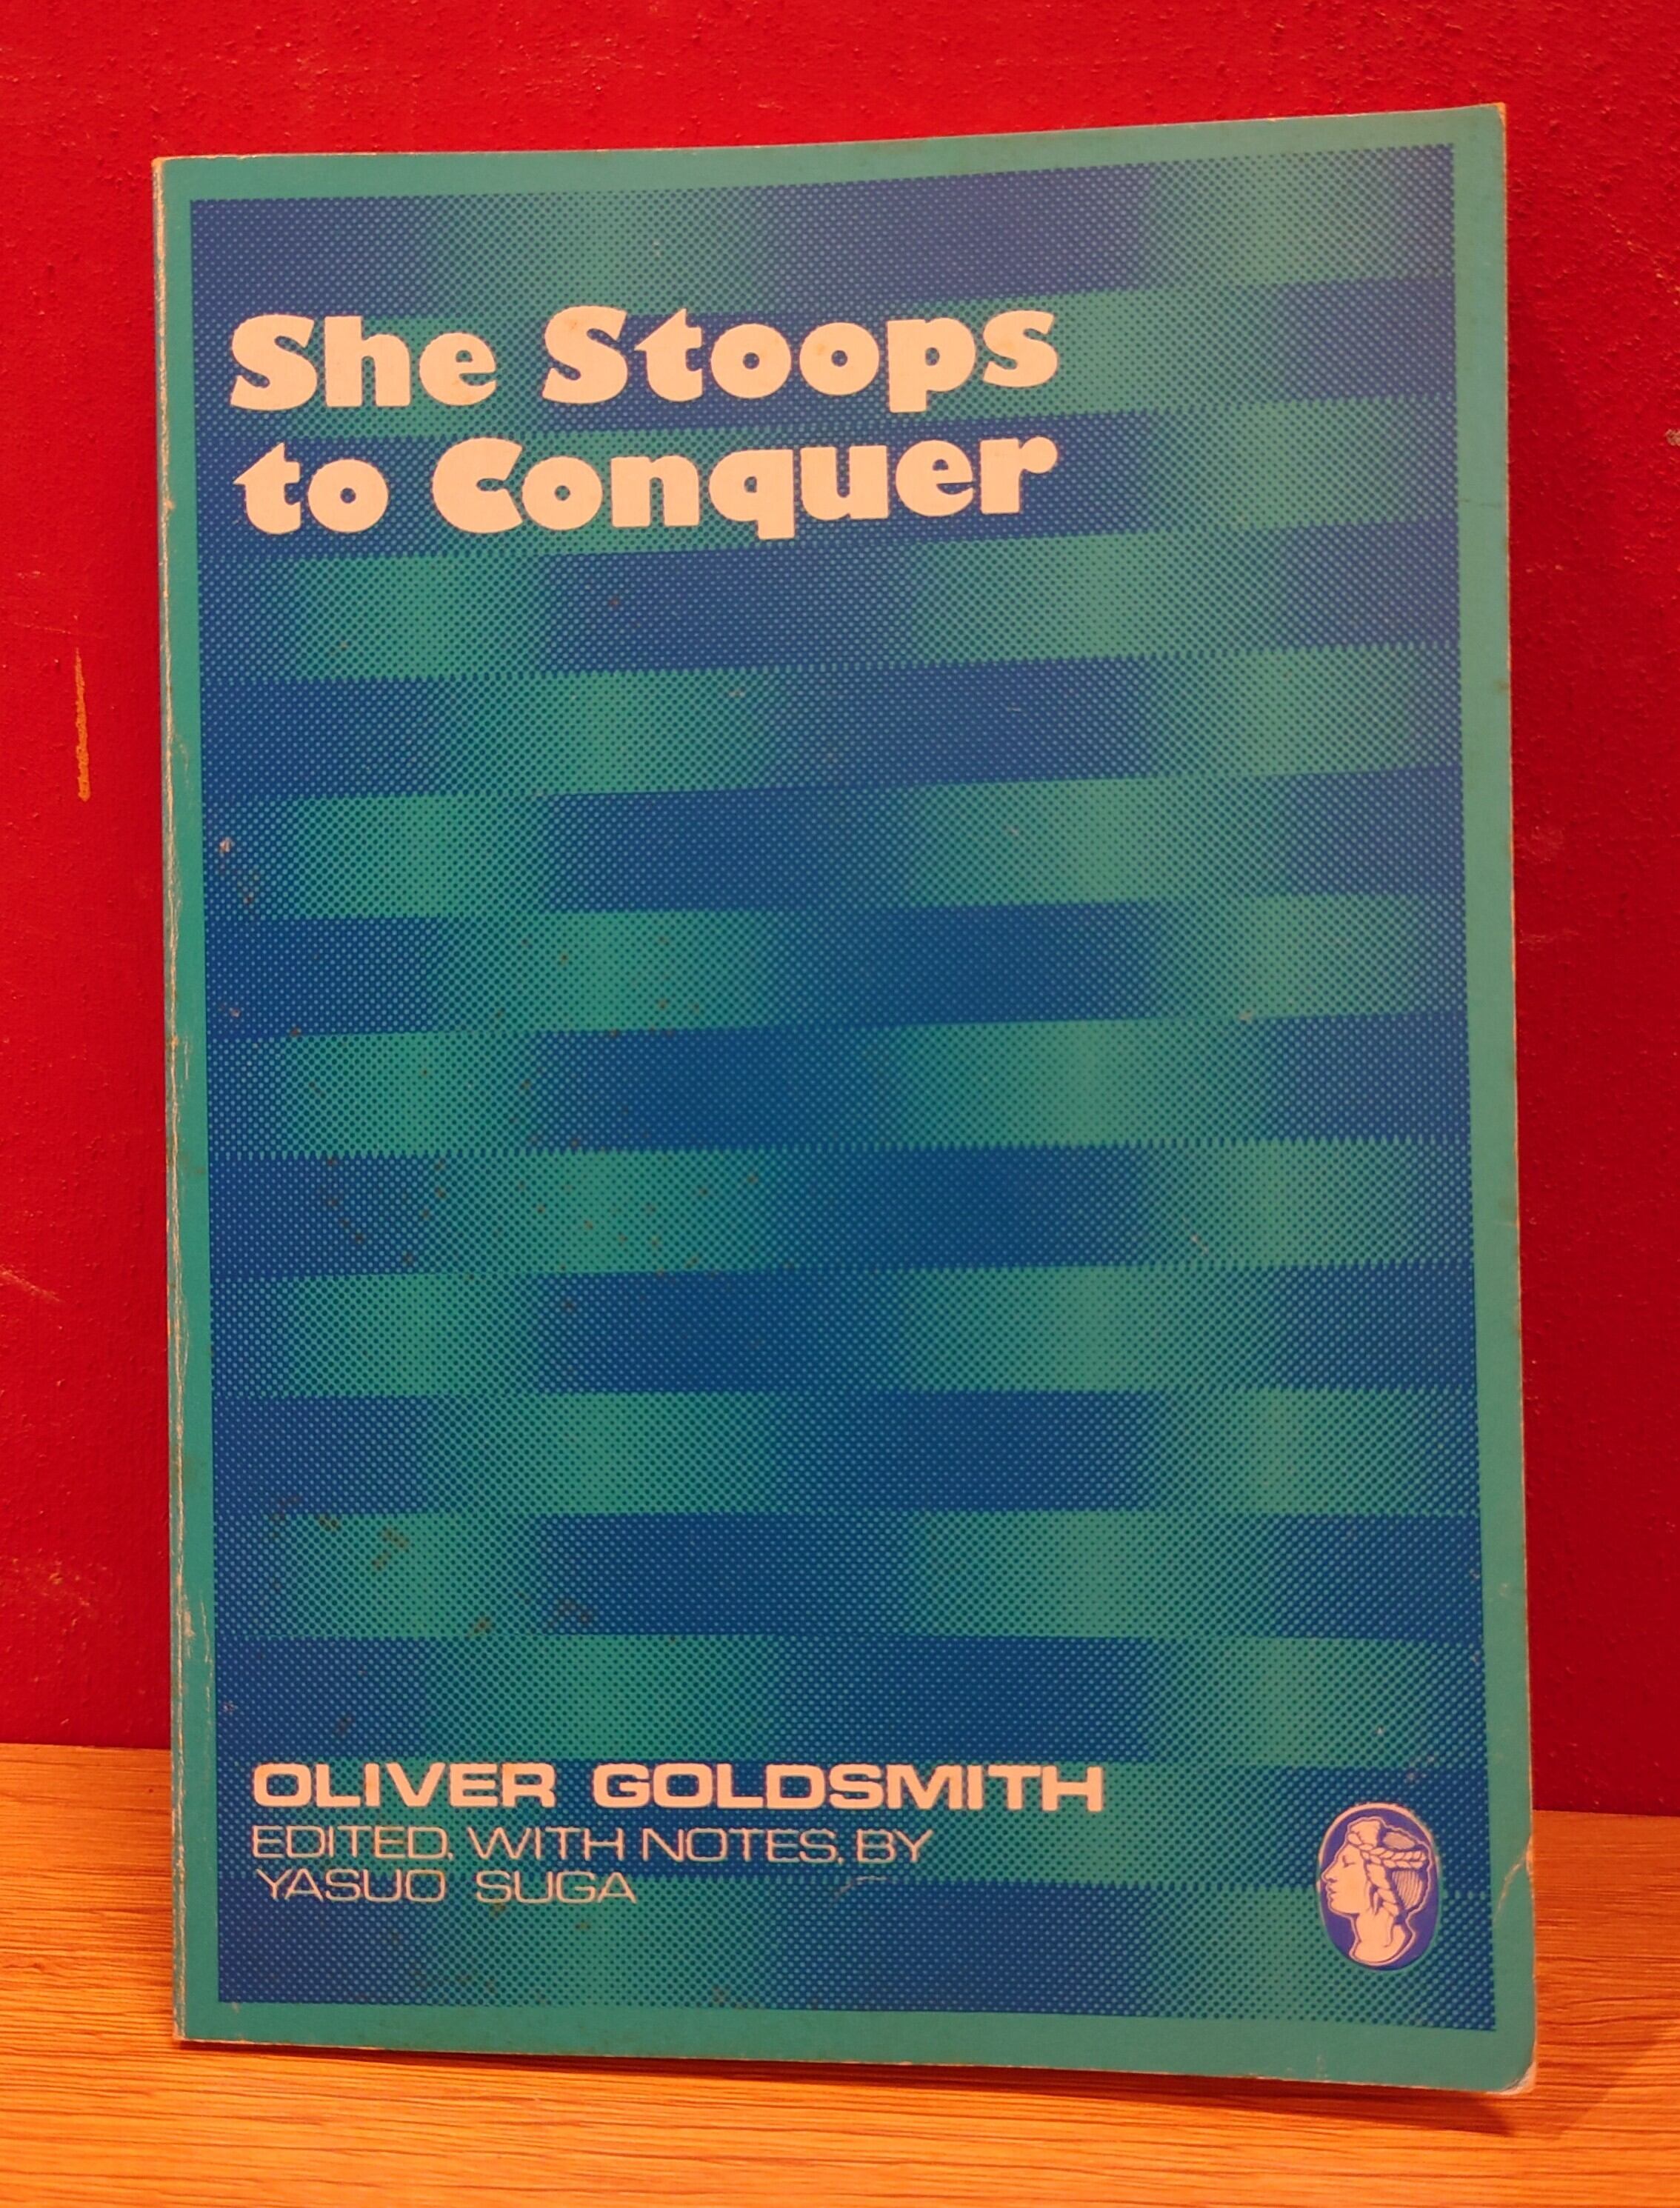 She Stoops
to Conquer
OLIVER GOLDSMITH
EDITED, WITH NOTES, BY
YASUO SUGA